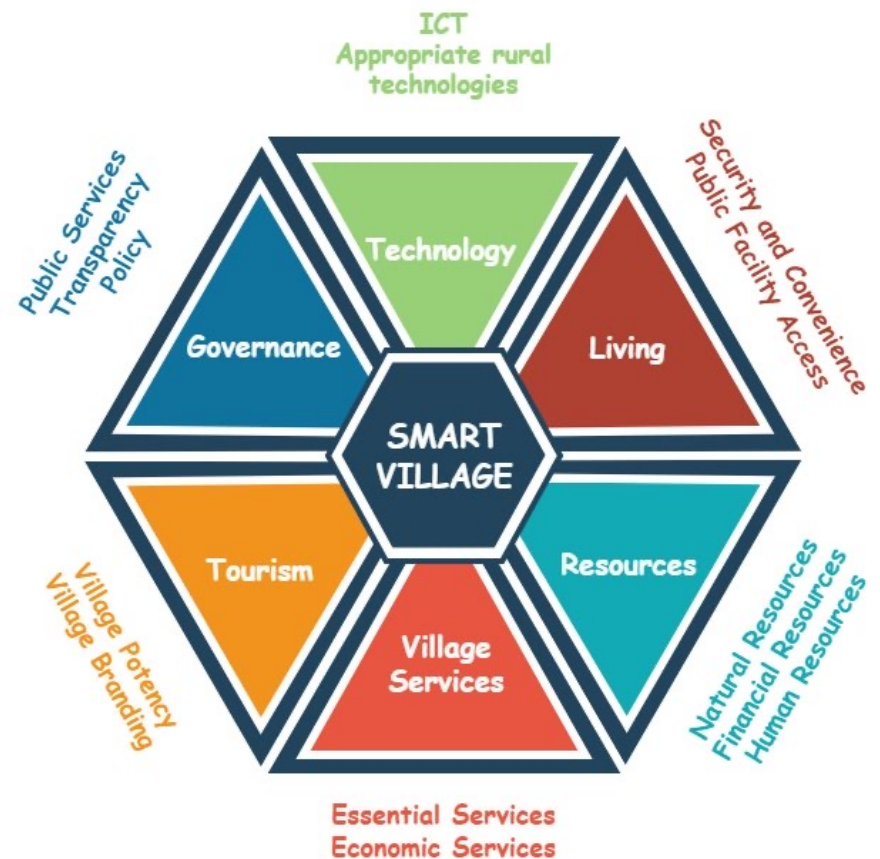 ICT
Appropriate rural
technologies
Technology
Security and Convenience
Public Facility Access
Living
Resources
Natural Resources
Financial Resources
Human Resources
Village
Services
Essential Services
Economic Services
Tourism
Village Potency
Village Branding
Governance
Public Services
Transparency
Policy
SMART
VILLAGE